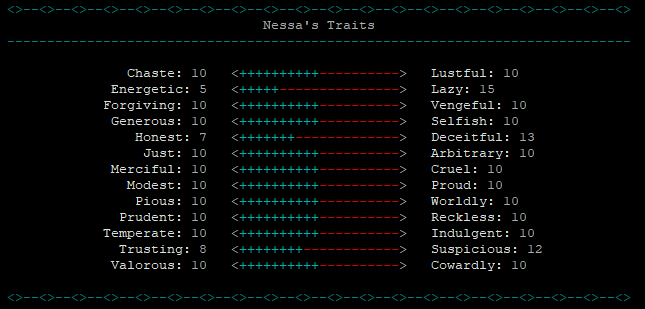 <>--<>--<>--<>--<>--<>--<>--<>--<>--<>--<>--<>--<>--<>--<>--<>--<>--<>--<>--<>
Nessa's Traits
------------------------------------------------------------------------------
Chaste: 10 <++++++++++----------> Lustful: 10
Energetic: 5 <+++++---------------> Lazy: 15
Forgiving: 10 <++++++++++----------> Vengeful: 10
Generous: 10 <++++++++++----------> Selfish: 10
Honest: 7 <+++++++-------------> Deceitful: 13
Just: 10 <++++++++++----------> Arbitrary: 10
Merciful: 10 <++++++++++----------> Cruel: 10
Modest: 10 <++++++++++----------> Proud: 10
Pious: 10 <++++++++++----------> Worldly: 10
Prudent: 10 <++++++++++----------> Reckless: 10
Temperate: 10 <++++++++++----------> Indulgent: 10
Trusting: 8 <++++++++------------> Suspicious: 12
Valorous: 10 <++++++++++----------> Cowardly: 10
<>--<>--<>--<>--<>--<>--<>--<>--<>--<>--<>--<>--<>--<>--<>--<>--<>--<>--<>--<>